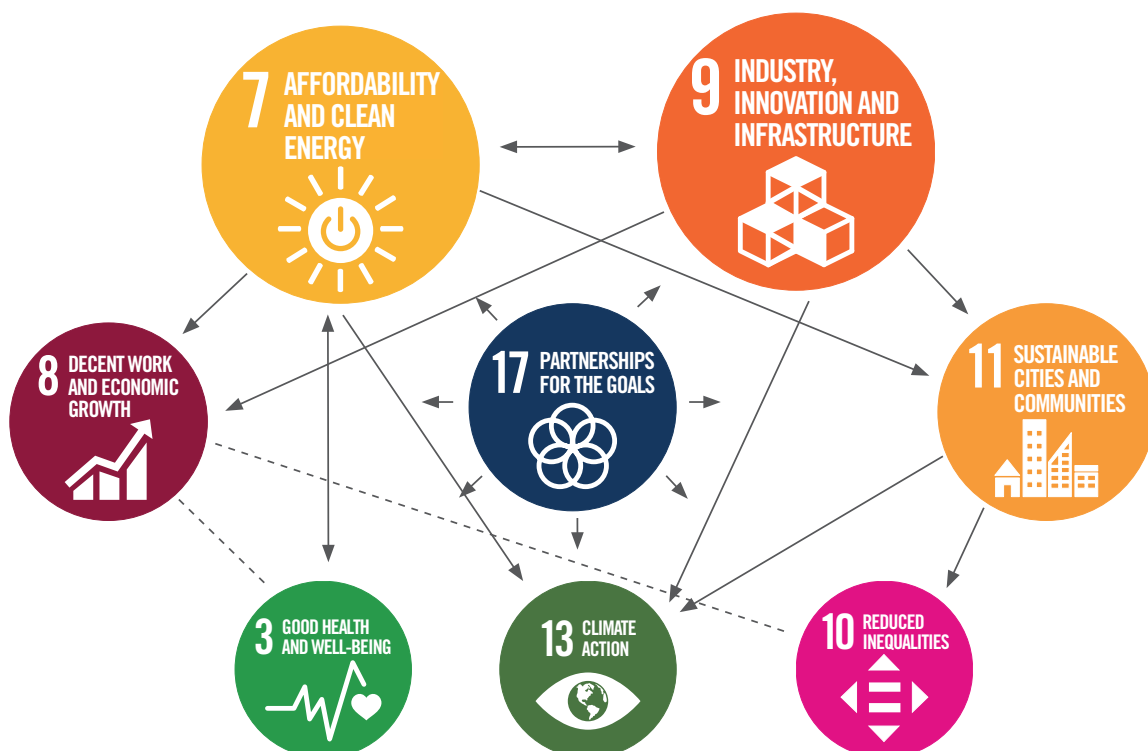 7 AFFORDABILITY
AND CLEAN
ENERGY
9 INDUSTRY,
INNOVATION AND
INFRASTRUCTURE
8 DECENT WORK
AND ECONOMIC
GROWTH
17 PARTNERSHIPS
FOR THE GOALS
11 SUSTAINABLE
CITIES AND
COMMUNITIES
3 GOOD HEALTH
AND WELL-BEING
13 CLIMATE
ACTION
10 REDUCED
INEQUALITIES